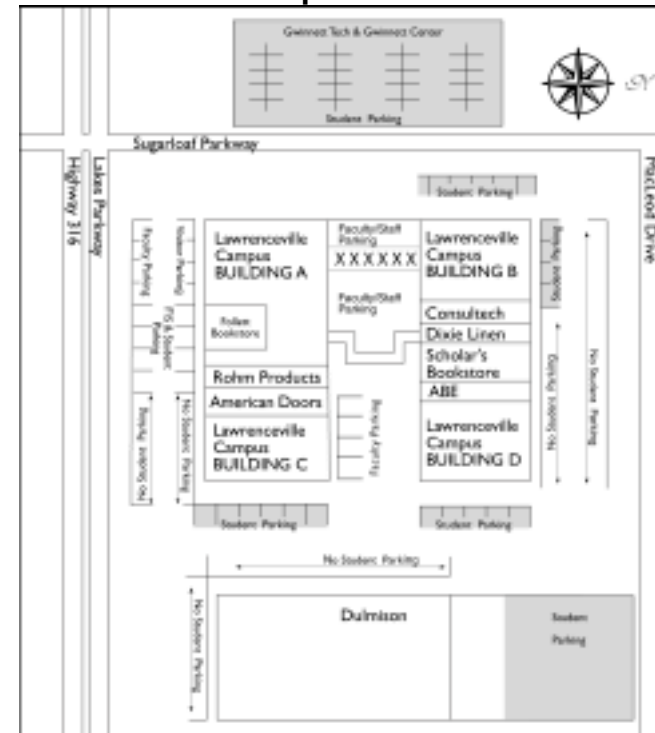 Gwinnett Tech & Gwinnett Center
Student Parking
N
Sugarloaf Parkway
Highway 316
Lakes Parkway
MacLeod Drive
Student Parking
Faculty Parking
Student Parking
Lawrenceville
Campus
BUILDING A
Faculty/Staff
Parking
XXXXXX
Faculty/Staff
Parking
Lawrenceville
Campus
BUILDING B
Student Parking
& Student
Parking
Follett
Bookstore
Consultech
Dixie Linen
Scholar's
Bookstore
ABE
No Student Parking
No Student Parking
Rohm Products
American Doors
Lawrenceville
Campus
BUILDING C
Faculty Parking
Lawrenceville
Campus
BUILDING D
No Student Parking
No Student Parking
Student Parking
Student Parking
No Student Parking
No Student Parking
Dulmison
Student
Parking